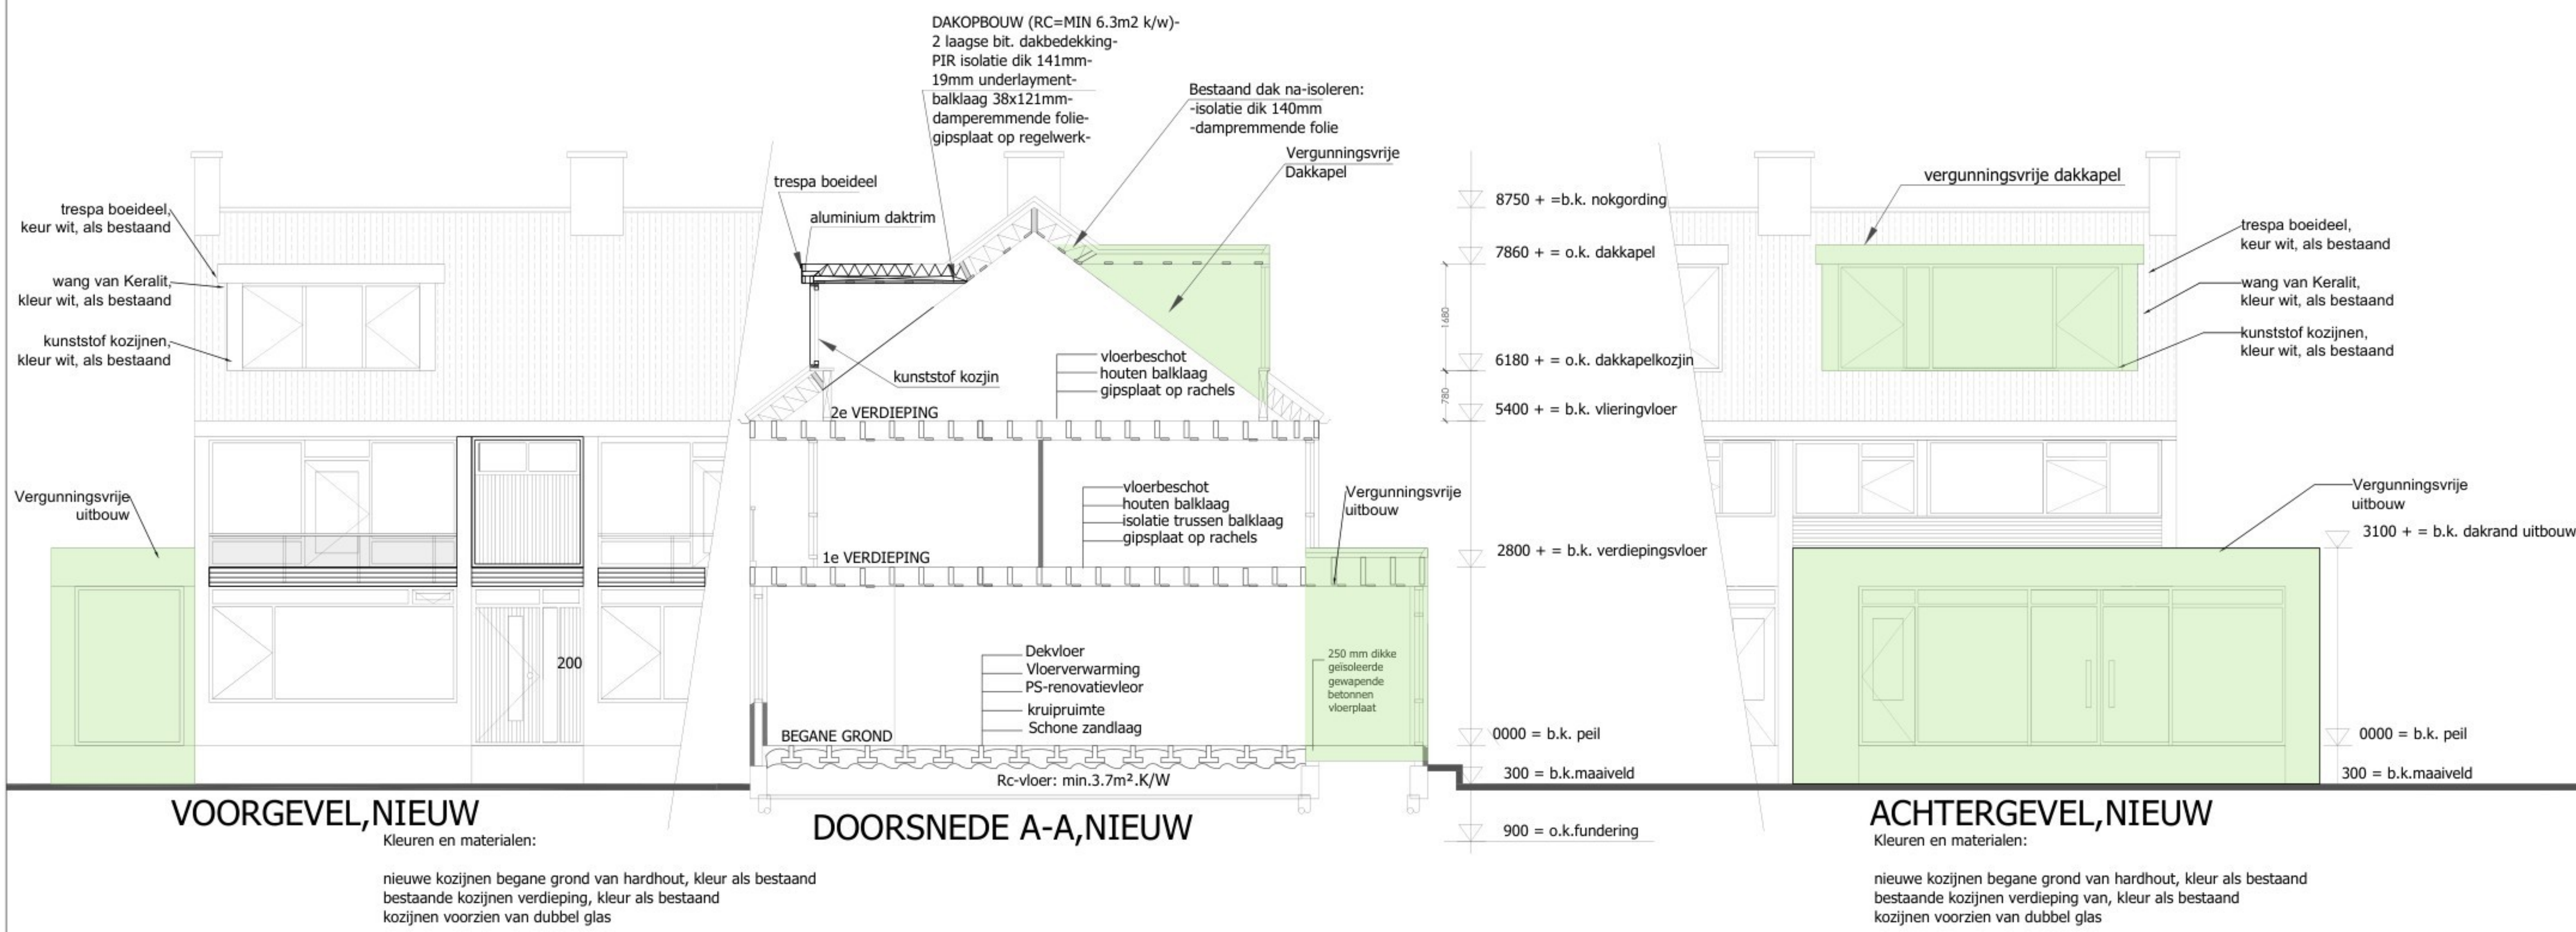 DAKOPBOUW (RC=MIN 6.3m2 k/w)-
2 laagse bit. dakbedekking-
PIR isolatie dik 141mm-
19mm underlayment-
balklaag 38x121mm-
damperemmende folie-
gipsplaat op regelwerk-
Bestaand dak na-isoleren:
-isolatie dik 140mm
-dampremmende folie
Vergunningsvrije
Dakkapel
trespa boeideel
aluminium daktrim
trespa boeideel,
keur wit, als bestaand
wang van Keralit,
kleur wit, als bestaand
kunststof kozijnen,
kleur wit, als bestaand
Vergunningsvrije
uitbouw
200
kunststof kozijn
vloerbeschot
houten balklaag
gipsplaat op rachels
2e VERDIEPING
vloerbeschot
houten balklaag
isolatie trussen balklaag
gipsplaat op rachels
1e VERDIEPING
Vergunningsvrije
uitbouw
Dekvloer
Vloerverwarming
PS-renovatievleor
kruipruimte
Schone zandlaag
250 mm dikke
geïsoleerde
gewapende
betonnen
vloerplaat
BEGANE GROND
Rc-vloer: min.3.7m².K/W
8750 + =b.k. nokgording
7860 + = o.k. dakkapel
1680
6180 + = o.k. dakkapelkozjin
780
5400 + = b.k. vlieringvloer
2800 + = b.k. verdiepingsvloer
0000 = b.k. peil
300 = b.k.maaiveld
900 = o.k.fundering
vergunningsvrije dakkapel
trespa boeideel,
keur wit, als bestaand
wang van Keralit,
kleur wit, als bestaand
kunststof kozijnen,
kleur wit, als bestaand
Vergunningsvrije
uitbouw
3100 + = b.k. dakrand uitbouw
0000 = b.k. peil
300 = b.k.maaiveld
VOORGEVEL,NIEUW
Kleuren en materialen:
nieuwe kozijnen begane grond van hardhout, kleur als bestaand
bestaande kozijnen verdieping, kleur als bestaand
kozijnen voorzien van dubbel glas
DOORSNEDE A-A,NIEUW
ACHTERGEVEL,NIEUW
Kleuren en materialen:
nieuwe kozijnen begane grond van hardhout, kleur als bestaand
bestaande kozijnen verdieping van, kleur als bestaand
kozijnen voorzien van dubbel glas